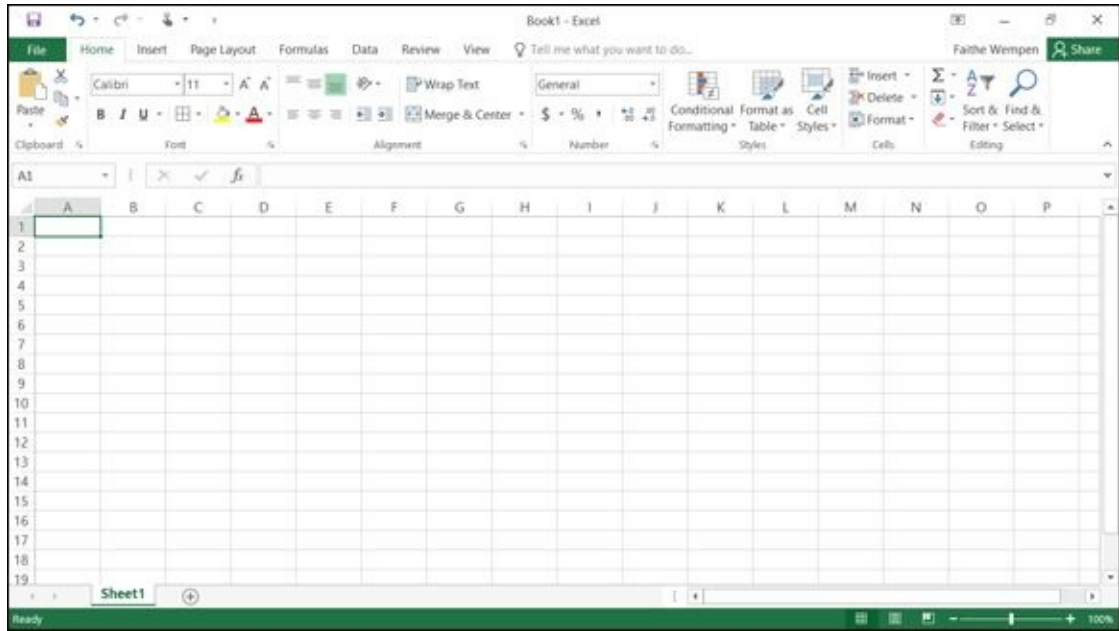 Book1 - Excel
File Home Insert Page Layout Formulas Data Review View Tell me what you want to do... Faithe Wempen Share
Paste
Calibri 11 A A
B I U A
Wrap Text
Merge & Center
General
$ % ,
Conditional Formatting
Format as Table
Cell Styles
Insert
Delete
Format
Σ
A Z
Sort & Filter
Find & Select
Clipboard Font Alignment Number Styles Cells Editing
A1 fx
A B C D E F G H I J K L M N O P
1
2
3
4
5
6
7
8
9
10
11
12
13
14
15
16
17
18
19
Sheet1
Ready 100%